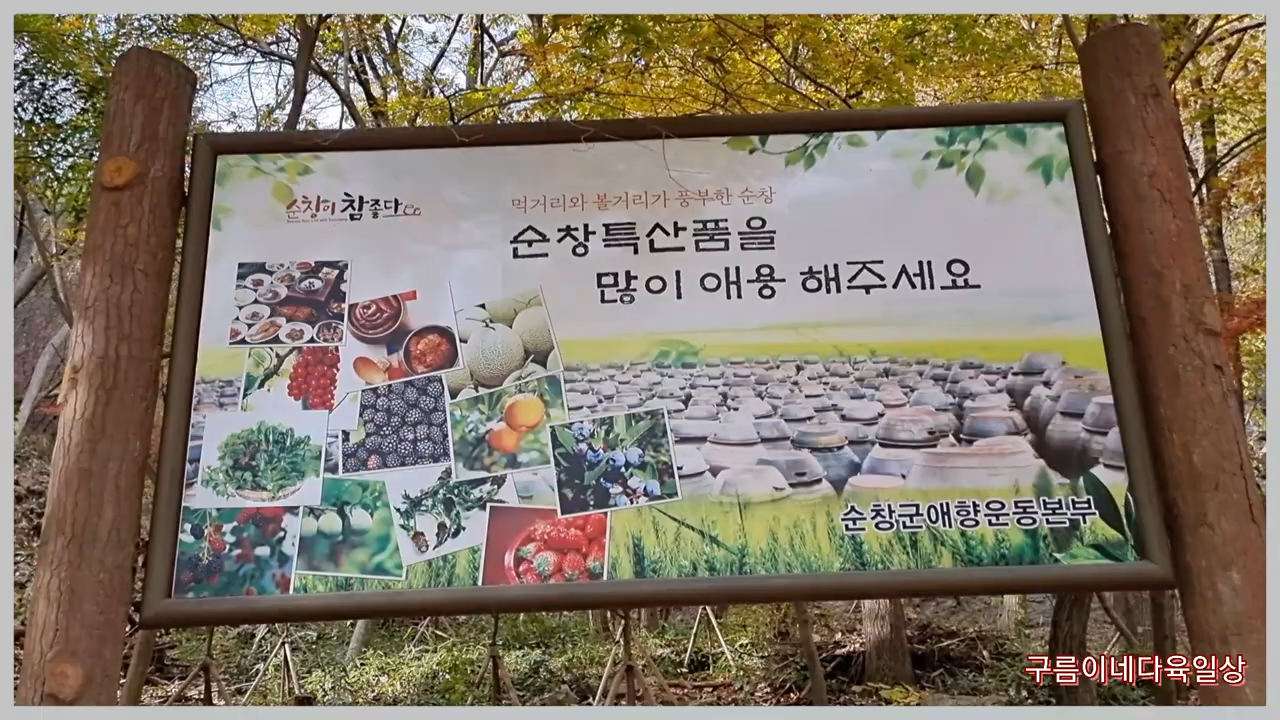 순창이 참좋다
먹거리와 볼거리가 풍부한 순창
순창특산품을
많이 애용 해주세요
순창군애향운동본부
구름이네다육일상